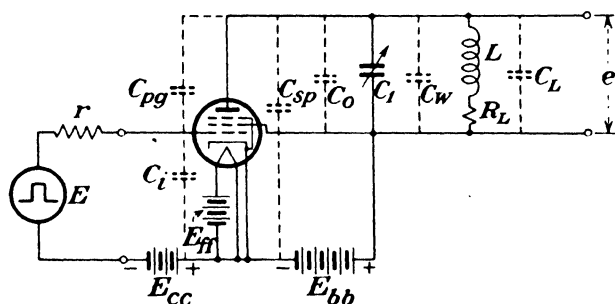 C_pg
C_sp
C_o
C_1
C_w
L
R_L
C_L
e
r
C_i
E
E_ff
- E_cc +
- E_bb +